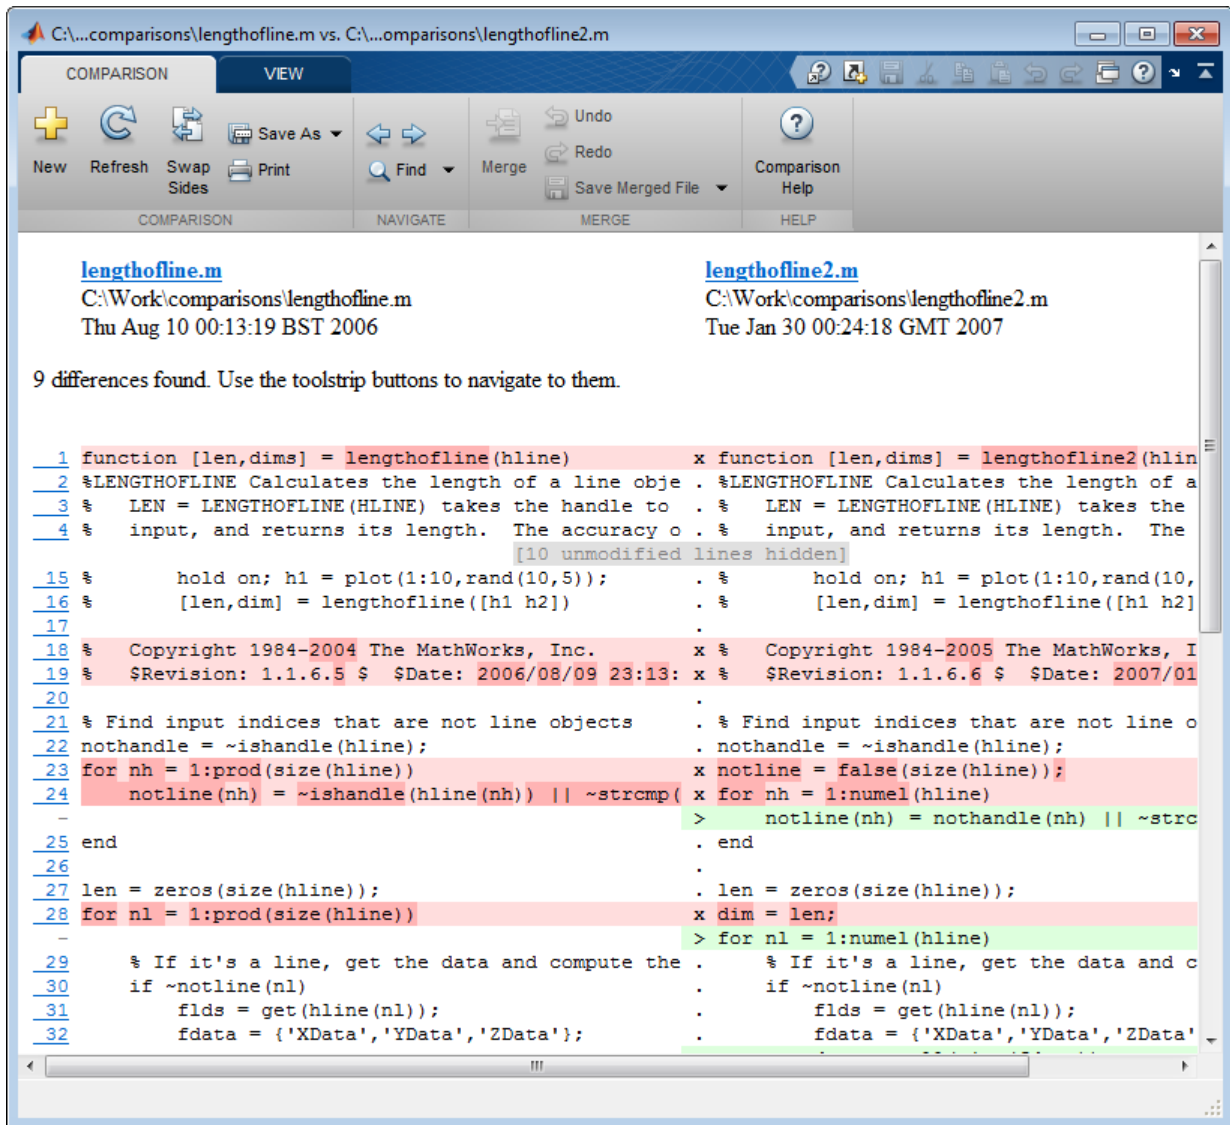 C:\...comparisons\lengthofline.m vs. C:\...omparisons\lengthofline2.m
COMPARISON VIEW
New Refresh Swap Sides Save As Print Find Merge Undo Redo Save Merged File Comparison Help
COMPARISON NAVIGATE MERGE HELP
lengthofline.m lengthofline2.m
C:\Work\comparisons\lengthofline.m C:\Work\comparisons\lengthofline2.m
Thu Aug 10 00:13:19 BST 2006 Tue Jan 30 00:24:18 GMT 2007
9 differences found. Use the toolstrip buttons to navigate to them.
1 function [len,dims] = lengthofline(hline) x function [len,dims] = lengthofline2(hlin
2 %LENGTHOFLINE Calculates the length of a line obje . %LENGTHOFLINE Calculates the length of a
3 % LEN = LENGTHOFLINE(HLINE) takes the handle to . % LEN = LENGTHOFLINE(HLINE) takes the
4 % input, and returns its length. The accuracy o . % input, and returns its length. The
[10 unmodified lines hidden]
15 % hold on; h1 = plot(1:10,rand(10,5)); . % hold on; h1 = plot(1:10,rand(10,
16 % [len,dim] = lengthofline([h1 h2]) . % [len,dim] = lengthofline([h1 h2]
17 .
18 % Copyright 1984-2004 The MathWorks, Inc. x % Copyright 1984-2005 The MathWorks, I
19 % $Revision: 1.1.6.5 $ $Date: 2006/08/09 23:13: x % $Revision: 1.1.6.6 $ $Date: 2007/01
20 .
21 % Find input indices that are not line objects . % Find input indices that are not line o
22 nothandle = ~ishandle(hline); . nothandle = ~ishandle(hline);
23 for nh = 1:prod(size(hline)) x notline = false(size(hline));
24 notline(nh) = ~ishandle(hline(nh)) || ~strcmp( x for nh = 1:numel(hline)
- > notline(nh) = nothandle(nh) || ~strc
25 end . end
26 .
27 len = zeros(size(hline)); . len = zeros(size(hline));
28 for nl = 1:prod(size(hline)) x dim = len;
- > for nl = 1:numel(hline)
29 % If it's a line, get the data and compute the . % If it's a line, get the data and c
30 if ~notline(nl) . if ~notline(nl)
31 flds = get(hline(nl)); . flds = get(hline(nl));
32 fdata = {'XData','YData','ZData'}; . fdata = {'XData','YData','ZData'